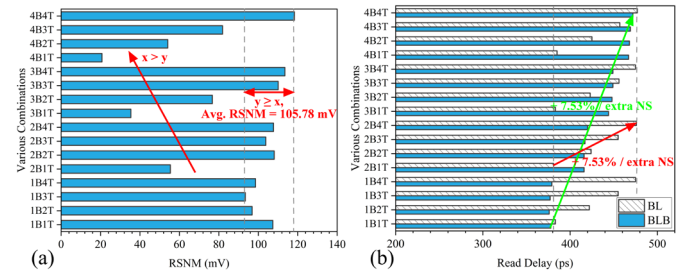 4B4T
4B3T
4B2T
4B1T
3B4T
3B3T
3B2T
3B1T
2B4T
2B3T
2B2T
2B1T
1B4T
1B3T
1B2T
1B1T
Various Combinations
x > y
y ≥ x,
Avg. RSNM = 105.78 mV
0 20 40 60 80 100 120 140
(a)
RSNM (mV)
4B4T
4B3T
4B2T
4B1T
3B4T
3B3T
3B2T
3B1T
2B4T
2B3T
2B2T
2B1T
1B4T
1B3T
1B2T
1B1T
Various Combinations
+ 7.53% / extra NS
+ 7.53% / extra NS
BL
BLB
200 300 400 500
(b)
Read Delay (ps)